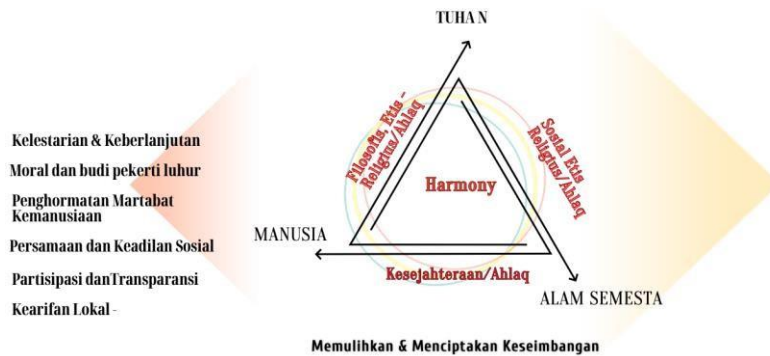 TUHAN
Filosofis, Etis -
Religius/Ahlaq
Sosial Etis
Religius/Ahlaq
Harmony
MANUSIA
Kesejahteraan/Ahlaq
ALAM SEMESTA
Kelestarian & Keberlanjutan
Moral dan budi pekerti luhur
Penghormatan Martabat
Kemanusiaan
Persamaan dan Keadilan Sosial
Partisipasi danTransparansi
Kearifan Lokal -
Memulihkan & Menciptakan Keseimbangan